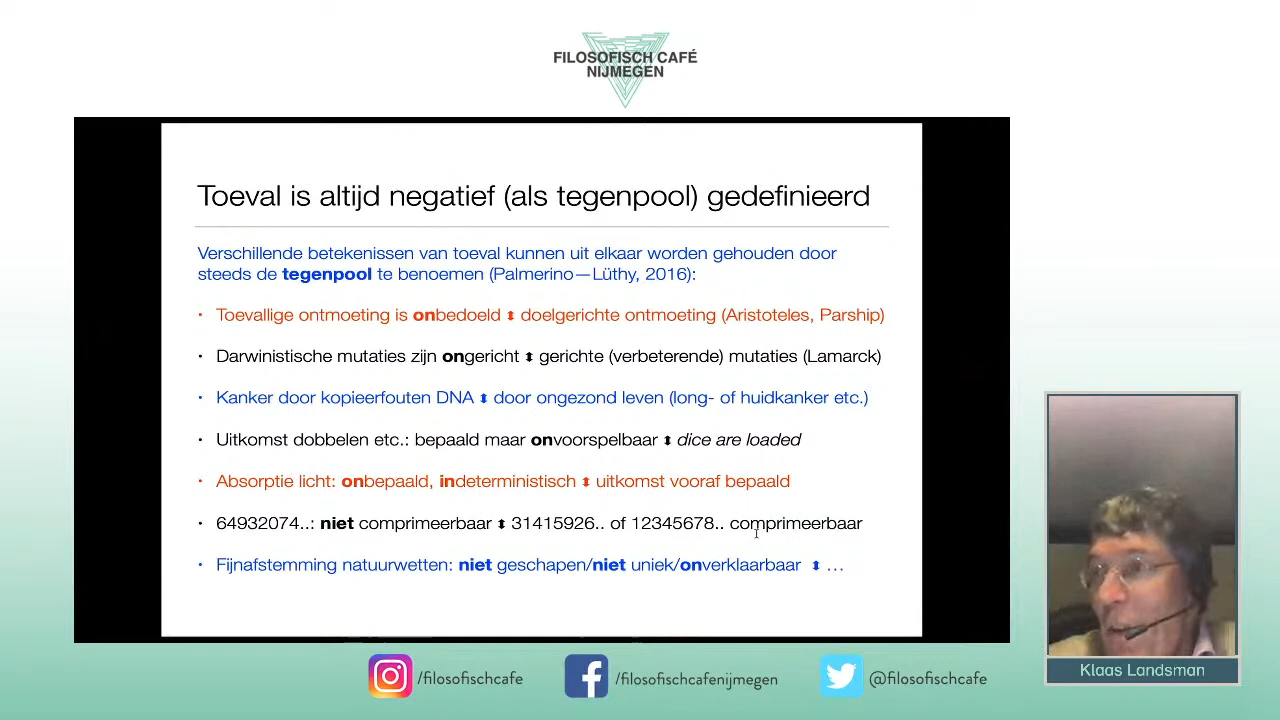 FILOSOFISCH CAFÉ
NIJMEGEN
Toeval is altijd negatief (als tegenpool) gedefinieerd
Verschillende betekenissen van toeval kunnen uit elkaar worden gehouden door
steeds de tegenpool te benoemen (Palmerino—Lüthy, 2016):
• Toevallige ontmoeting is onbedoeld ⬍ doelgerichte ontmoeting (Aristoteles, Parship)
• Darwinistische mutaties zijn ongericht ⬍ gerichte (verbeterende) mutaties (Lamarck)
• Kanker door kopieerfouten DNA ⬍ door ongezond leven (long- of huidkanker etc.)
• Uitkomst dobbelen etc.: bepaald maar onvoorspelbaar ⬍ dice are loaded
• Absorptie licht: onbepaald, indeterministisch ⬍ uitkomst vooraf bepaald
• 64932074..: niet comprimeerbaar ⬍ 31415926.. of 12345678.. comprimeerbaar
• Fijnafstemming natuurwetten: niet geschapen/niet uniek/onverklaarbaar ⬍ …
Klaas Landsman
/filosofischcafe
/filosofischcafenijmegen
@filosofischcafe